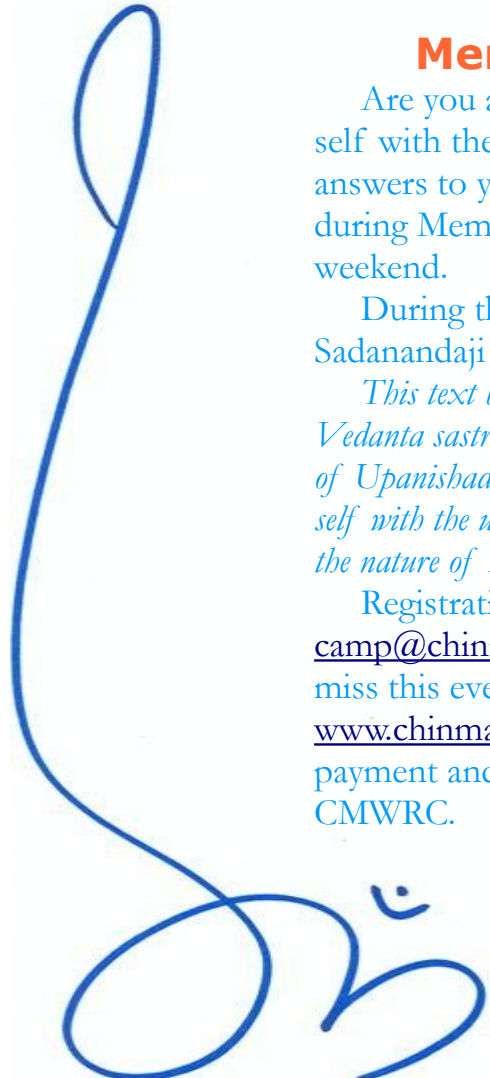 Mem
Are you a
self with the
answers to y
during Mem
weekend.
During th
Sadanandaji
This text
Vedanta sastr
of Upanishad
self with the u
the nature of
Registrati
camp@chin
miss this eve
www.chinma
payment and
CMWRC.